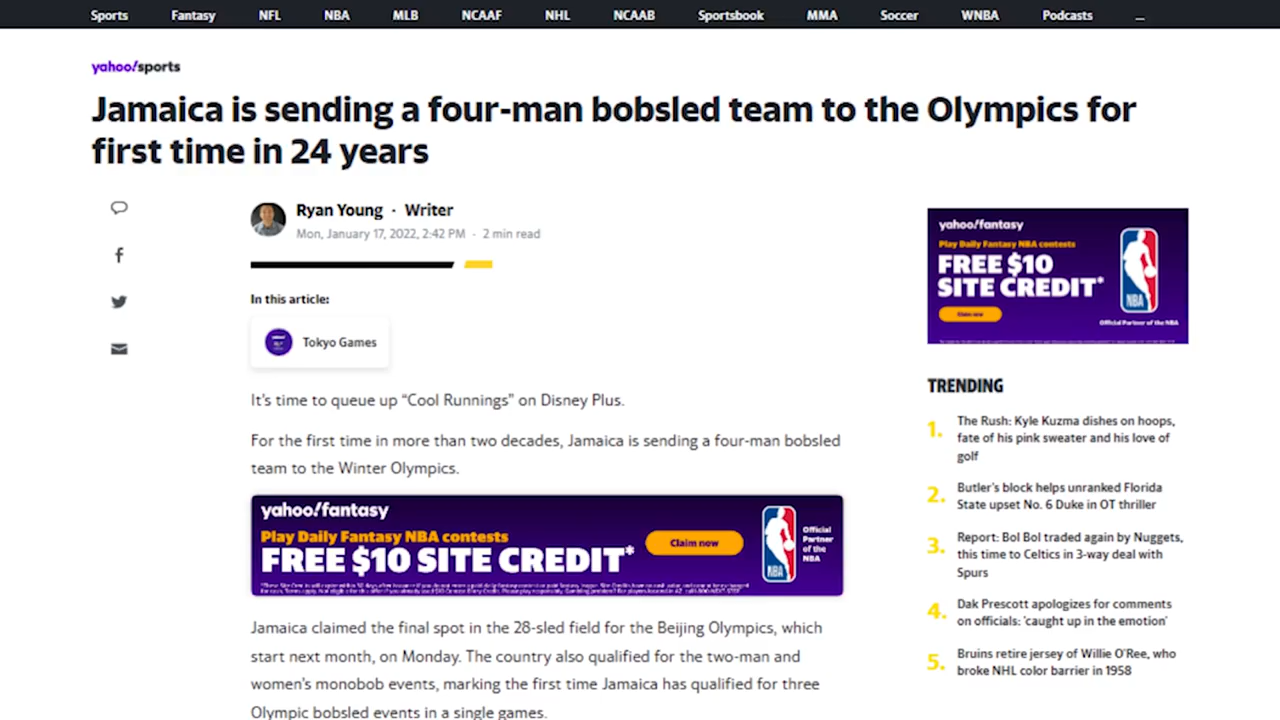 Sports Fantasy NFL NBA MLB NCAAF NHL NCAAB Sportsbook MMA Soccer WNBA Podcasts ...
yahoo!sports
Jamaica is sending a four-man bobsled team to the Olympics for
first time in 24 years
Ryan Young · Writer
Mon, January 17, 2022, 2:42 PM · 2 min read
In this article:
Tokyo Games
It's time to queue up “Cool Runnings” on Disney Plus.
For the first time in more than two decades, Jamaica is sending a four-man bobsled
team to the Winter Olympics.
yahoo!fantasy
Play Daily Fantasy NBA contests
FREE $10 SITE CREDIT*
Claim now
NBA
Official
Partner
of the
NBA
Jamaica claimed the final spot in the 28-sled field for the Beijing Olympics, which
start next month, on Monday. The country also qualified for the two-man and
women's monobob events, marking the first time Jamaica has qualified for three
Olympic bobsled events in a single games.
yahoo!fantasy
Play Daily Fantasy NBA contests
FREE $10
SITE CREDIT*
Claim now
NBA
Official Partner of the NBA
TRENDING
1. The Rush: Kyle Kuzma dishes on hoops,
fate of his pink sweater and his love of
golf
2. Butler's block helps unranked Florida
State upset No. 6 Duke in OT thriller
3. Report: Bol Bol traded again by Nuggets,
this time to Celtics in 3-way deal with
Spurs
4. Dak Prescott apologizes for comments
on officials: 'caught up in the emotion'
5. Bruins retire jersey of Willie O'Ree, who
broke NHL color barrier in 1958